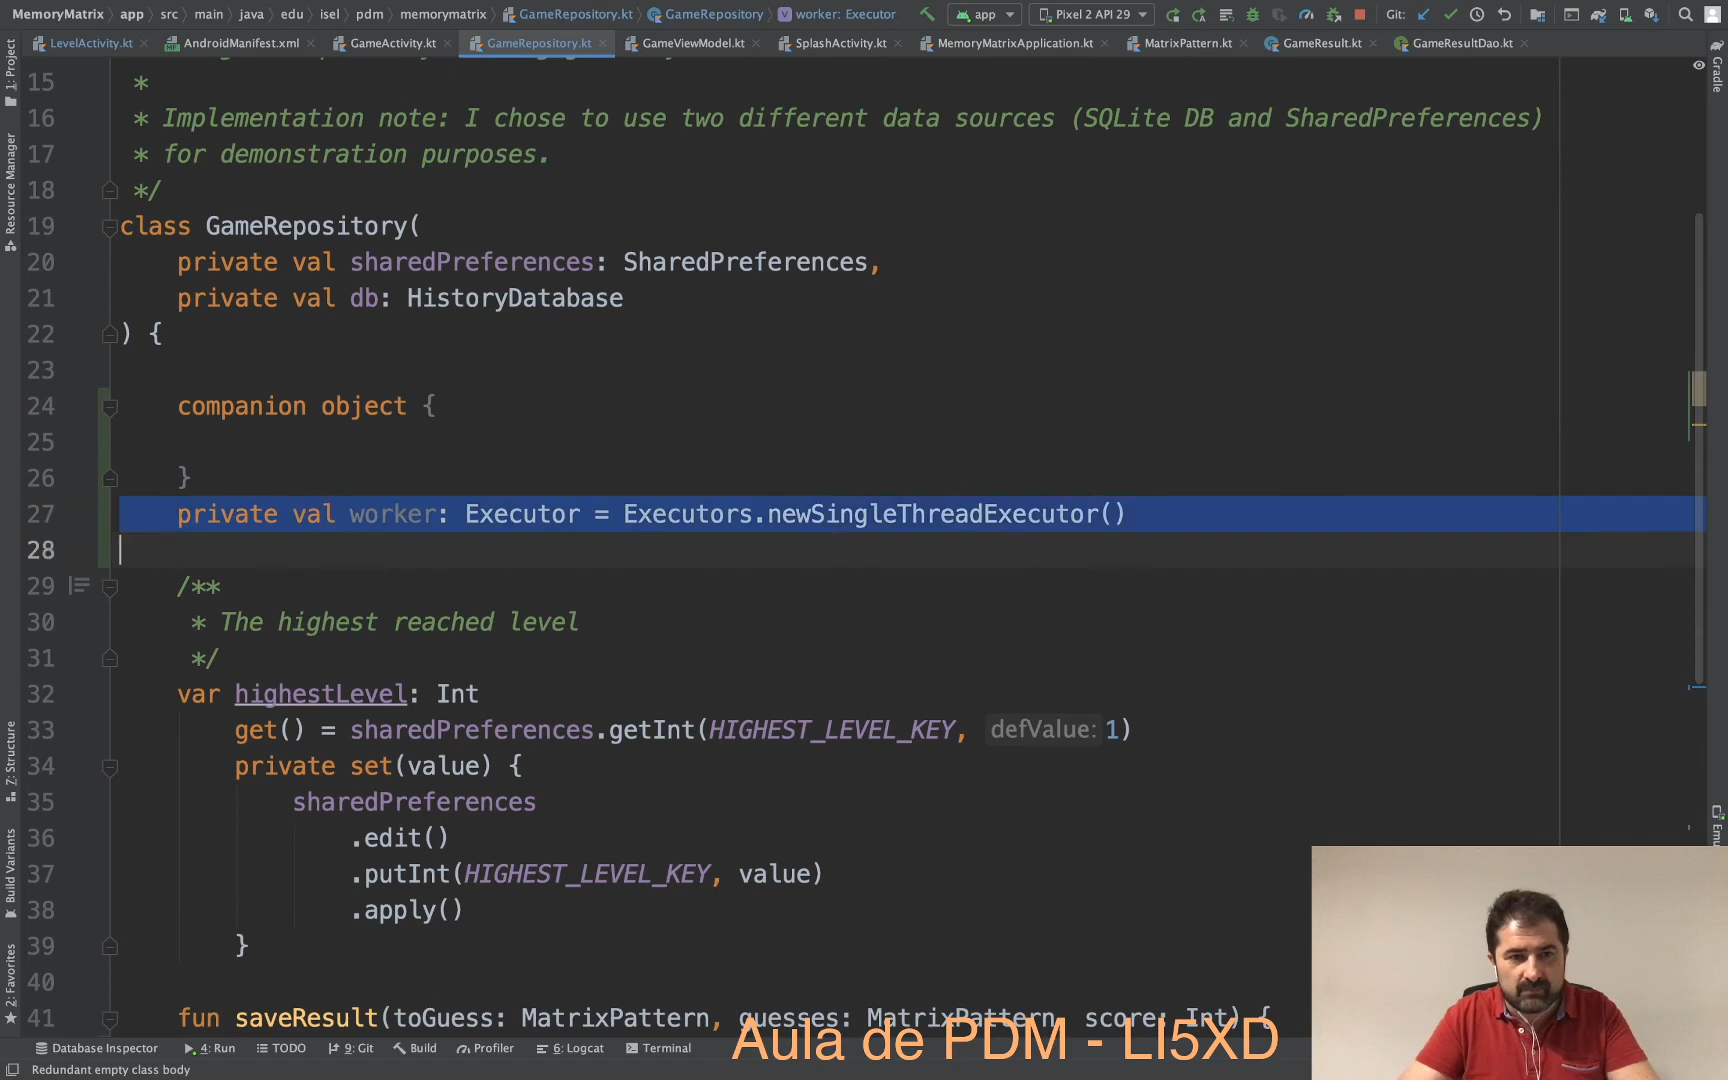 MemoryMatrix › app › src › main › java › edu › isel › pdm › memorymatrix › GameRepository.kt › GameRepository › worker: Executor app Pixel 2 API 29 Git:
LevelActivity.kt AndroidManifest.xml GameActivity.kt GameRepository.kt GameViewModel.kt SplashActivity.kt MemoryMatrixApplication.kt MatrixPattern.kt GameResult.kt GameResultDao.kt
1: Project
Resource Manager
Z: Structure
Build Variants
2: Favorites
Gradle
15 *
16 * Implementation note: I chose to use two different data sources (SQLite DB and SharedPreferences)
17 * for demonstration purposes.
18 */
19 class GameRepository(
20 private val sharedPreferences: SharedPreferences,
21 private val db: HistoryDatabase
22 ) {
23
24 companion object {
25
26 }
27 private val worker: Executor = Executors.newSingleThreadExecutor()
28
29 /**
30 * The highest reached level
31 */
32 var highestLevel: Int
33 get() = sharedPreferences.getInt(HIGHEST_LEVEL_KEY, defValue: 1)
34 private set(value) {
35 sharedPreferences
36 .edit()
37 .putInt(HIGHEST_LEVEL_KEY, value)
38 .apply()
39 }
40
41 fun saveResult(toGuess: MatrixPattern, guesses: MatrixPattern, score: Int) {
Aula de PDM - LI5XD
Database Inspector 4: Run TODO 9: Git Build Profiler 6: Logcat Terminal
Redundant empty class body